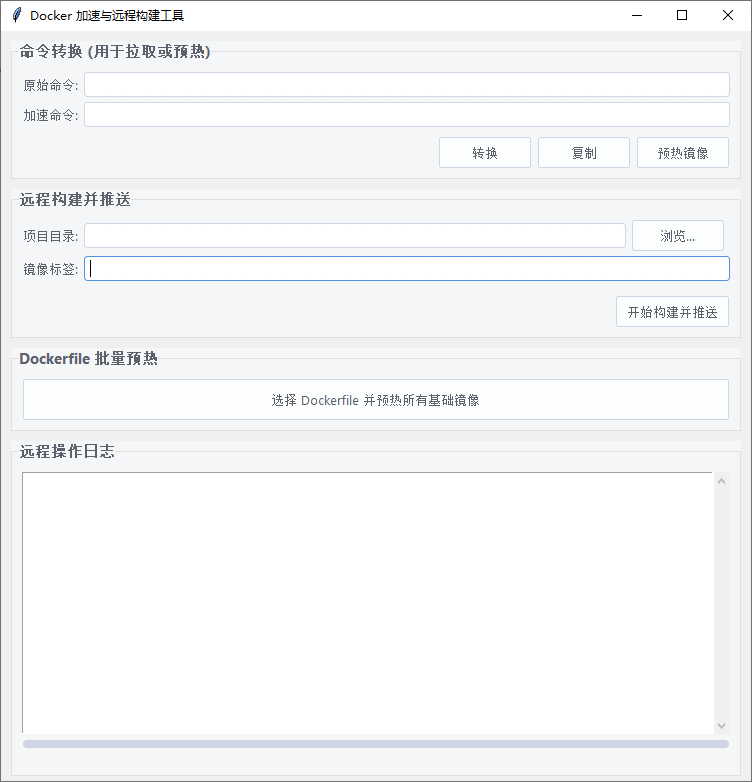 Docker 加速与远程构建工具
命令转换 (用于拉取或预热)
原始命令:
加速命令:
转换 复制 预热镜像
远程构建并推送
项目目录: 浏览...
镜像标签:
开始构建并推送
Dockerfile 批量预热
选择 Dockerfile 并预热所有基础镜像
远程操作日志